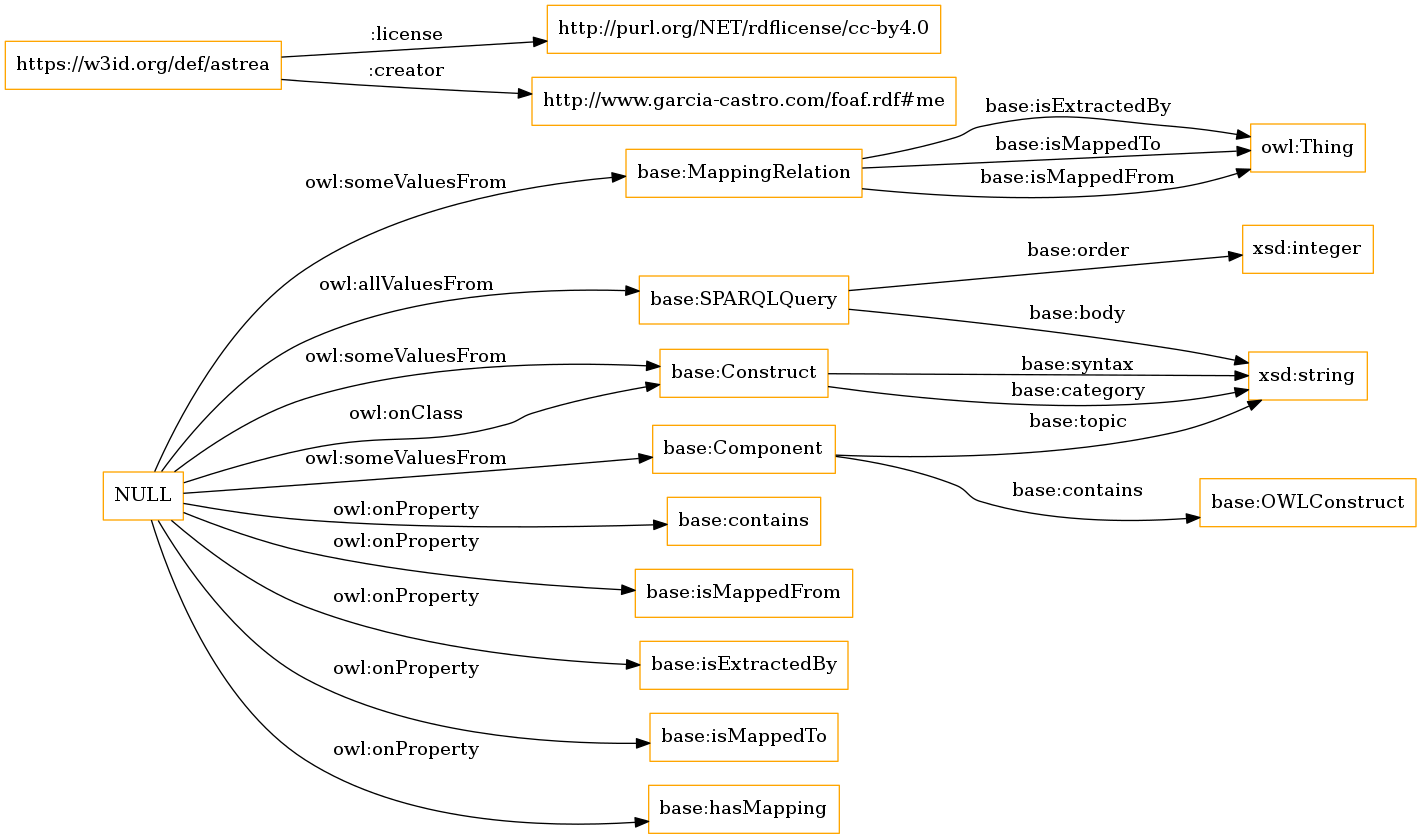 :license
http://purl.org/NET/rdflicense/cc-by4.0
https://w3id.org/def/astrea
:creator
http://www.garcia-castro.com/foaf.rdf#me
base:isExtractedBy
base:isMappedTo
owl:Thing
owl:someValuesFrom
base:MappingRelation
base:isMappedFrom
base:order
xsd:integer
owl:allValuesFrom
base:SPARQLQuery
base:body
owl:someValuesFrom
base:Construct
base:syntax
xsd:string
base:category
owl:onClass
base:topic
owl:someValuesFrom
base:Component
base:contains
base:OWLConstruct
NULL
owl:onProperty
base:contains
owl:onProperty
base:isMappedFrom
owl:onProperty
base:isExtractedBy
owl:onProperty
base:isMappedTo
owl:onProperty
base:hasMapping